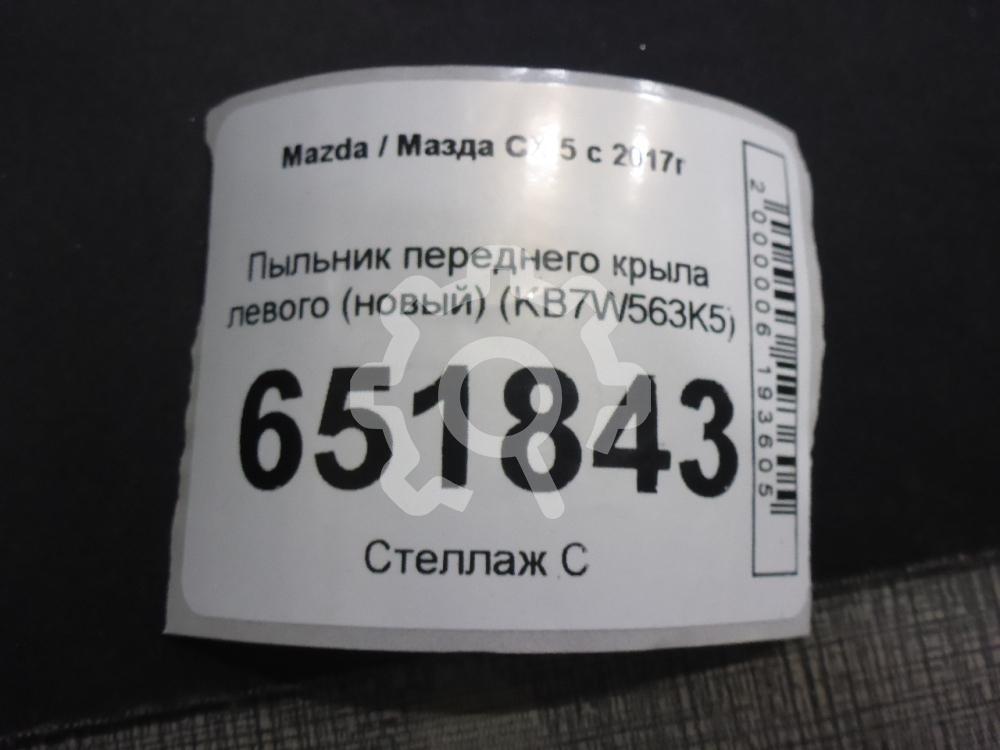 Mazda / Мазда CX 5 с 2017г
Пыльник переднего крыла
левого (новый) (KB7W563K5)
651843
Стеллаж С
2000006193605